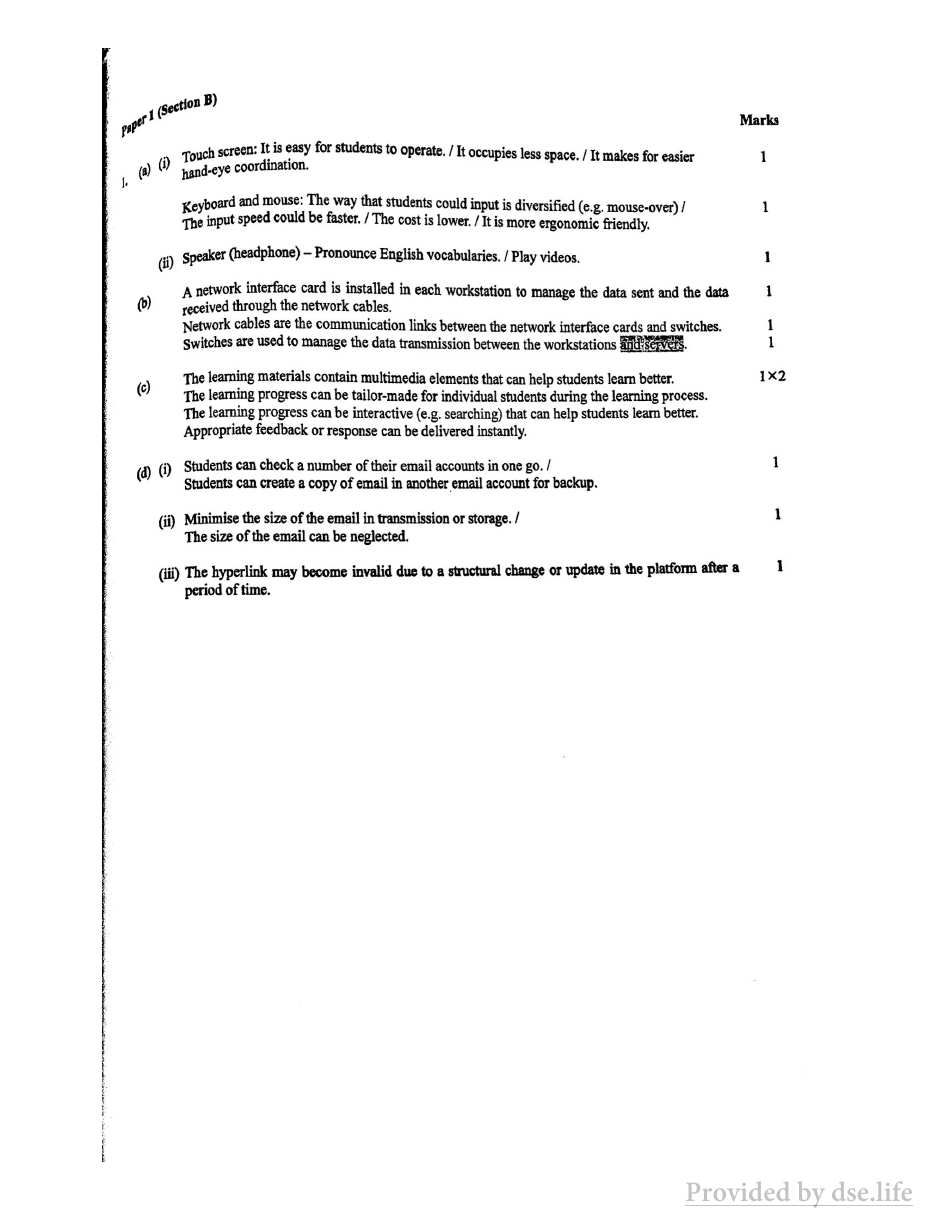 Paper 1 (Section B)
Marks
1. (a) (i) Touch screen: It is easy for students to operate. / It occupies less space. / It makes for easier 1
hand-eye coordination.
Keyboard and mouse: The way that students could input is diversified (e.g. mouse-over) / 1
The input speed could be faster. / The cost is lower. / It is more ergonomic friendly.
(ii) Speaker (headphone) – Pronounce English vocabularies. / Play videos. 1
(b) A network interface card is installed in each workstation to manage the data sent and the data 1
received through the network cables.
Network cables are the communication links between the network interface cards and switches. 1
Switches are used to manage the data transmission between the workstations and servers. 1
(c) The learning materials contain multimedia elements that can help students learn better. 1×2
The learning progress can be tailor-made for individual students during the learning process.
The learning progress can be interactive (e.g. searching) that can help students learn better.
Appropriate feedback or response can be delivered instantly.
(d) (i) Students can check a number of their email accounts in one go. / 1
Students can create a copy of email in another email account for backup.
(ii) Minimise the size of the email in transmission or storage. / 1
The size of the email can be neglected.
(iii) The hyperlink may become invalid due to a structural change or update in the platform after a 1
period of time.
Provided by dse.life